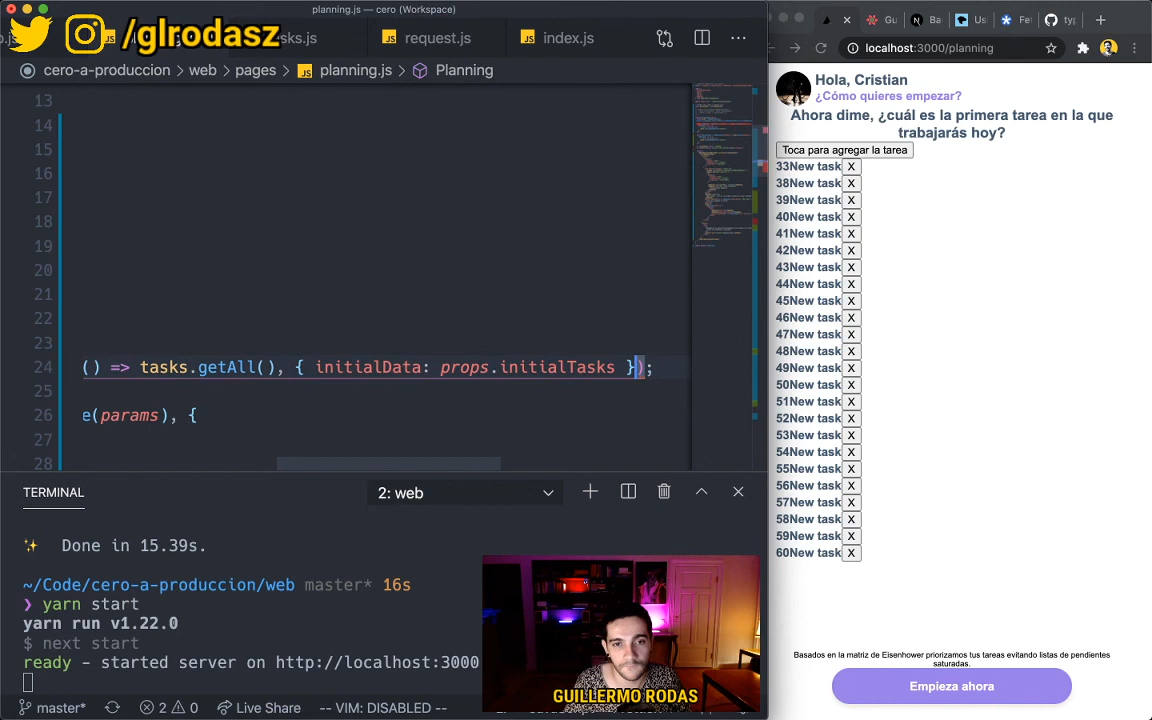 planning.js — cero (Workspace)
/glrodasz
ks.js
request.js
index.js
cero-a-produccion > web > pages > planning.js > Planning
13
14
15
16
17
18
19
20
21
22
23
24 () => tasks.getAll(), { initialData: props.initialTasks });
25
26 e(params), {
27
28
TERMINAL
2: web
Done in 15.39s.
~/Code/cero-a-produccion/web master* 16s
❯ yarn start
yarn run v1.22.0
$ next start
ready - started server on http://localhost:3000
master* 2 0 Live Share -- VIM: DISABLED --
GUILLERMO RODAS
Gu Ba Us Fet typ
localhost:3000/planning
Hola, Cristian
¿Cómo quieres empezar?
Ahora dime, ¿cuál es la primera tarea en la que
trabajarás hoy?
Toca para agregar la tarea
33New task X
38New task X
39New task X
40New task X
41New task X
42New task X
43New task X
44New task X
45New task X
46New task X
47New task X
48New task X
49New task X
50New task X
51New task X
52New task X
53New task X
54New task X
55New task X
56New task X
57New task X
58New task X
59New task X
60New task X
Basados en la matriz de Eisenhower priorizamos tus tareas evitando listas de pendientes
saturadas.
Empieza ahora